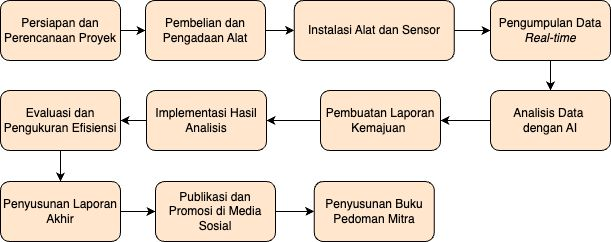 Persiapan dan
Perencanaan Proyek
Pembelian dan
Pengadaan Alat
Instalasi Alat dan Sensor
Pengumpulan Data
Real-time
Analisis Data
dengan AI
Pembuatan Laporan
Kemajuan
Implementasi Hasil
Analisis
Evaluasi dan
Pengukuran Efisiensi
Penyusunan Laporan
Akhir
Publikasi dan
Promosi di Media
Sosial
Penyusunan Buku
Pedoman Mitra